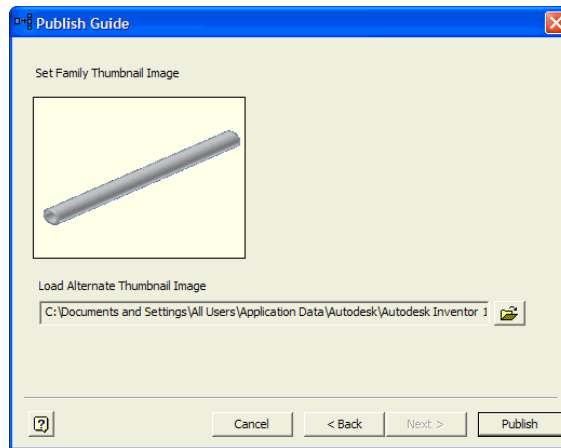 Publish Guide
Set Family Thumbnail Image
Load Alternate Thumbnail Image
C:\Documents and Settings\All Users\Application Data\Autodesk\Autodesk Inventor 1
?
Cancel
< Back
Next >
Publish